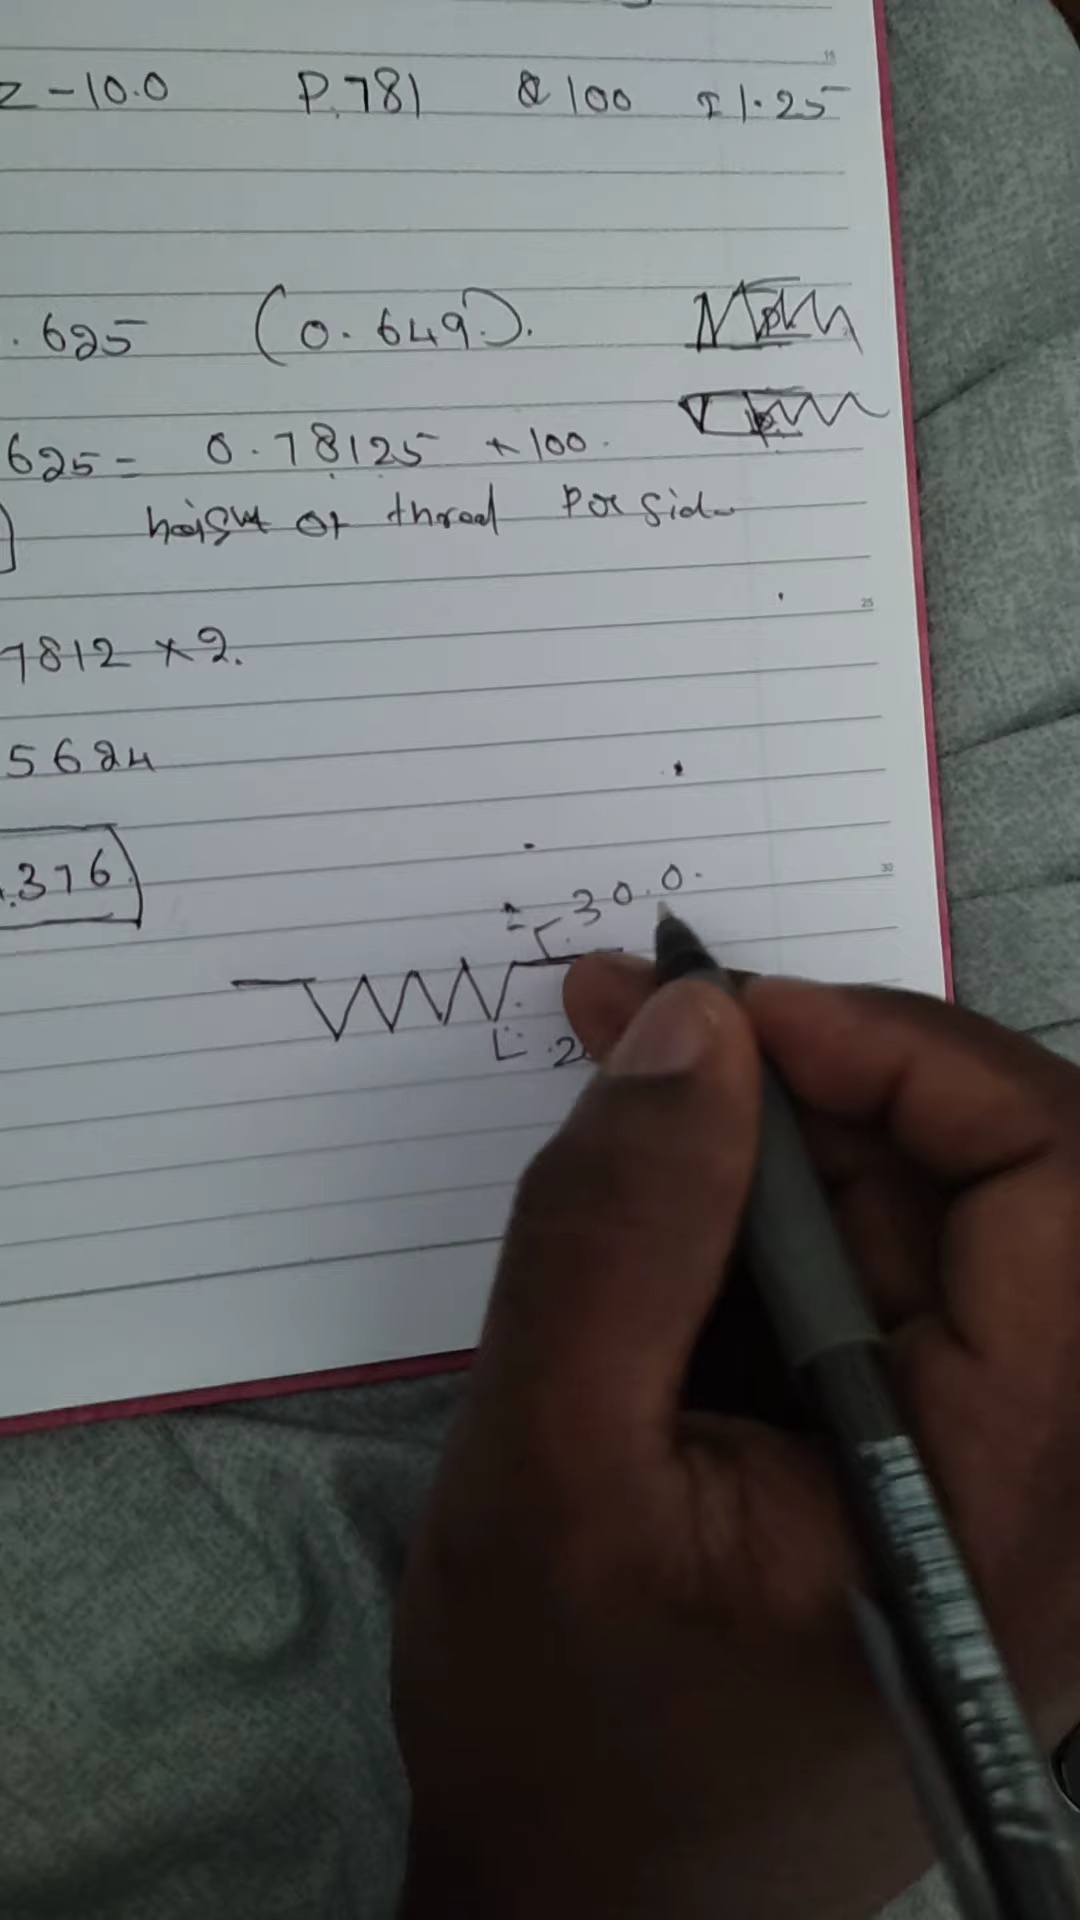 Z-10.0 P.781 Q100 F1.25
.625 (0.649).
625= 0.78125 × 100.
height of thread per side
7812 × 2.
5624
.376
30.0.